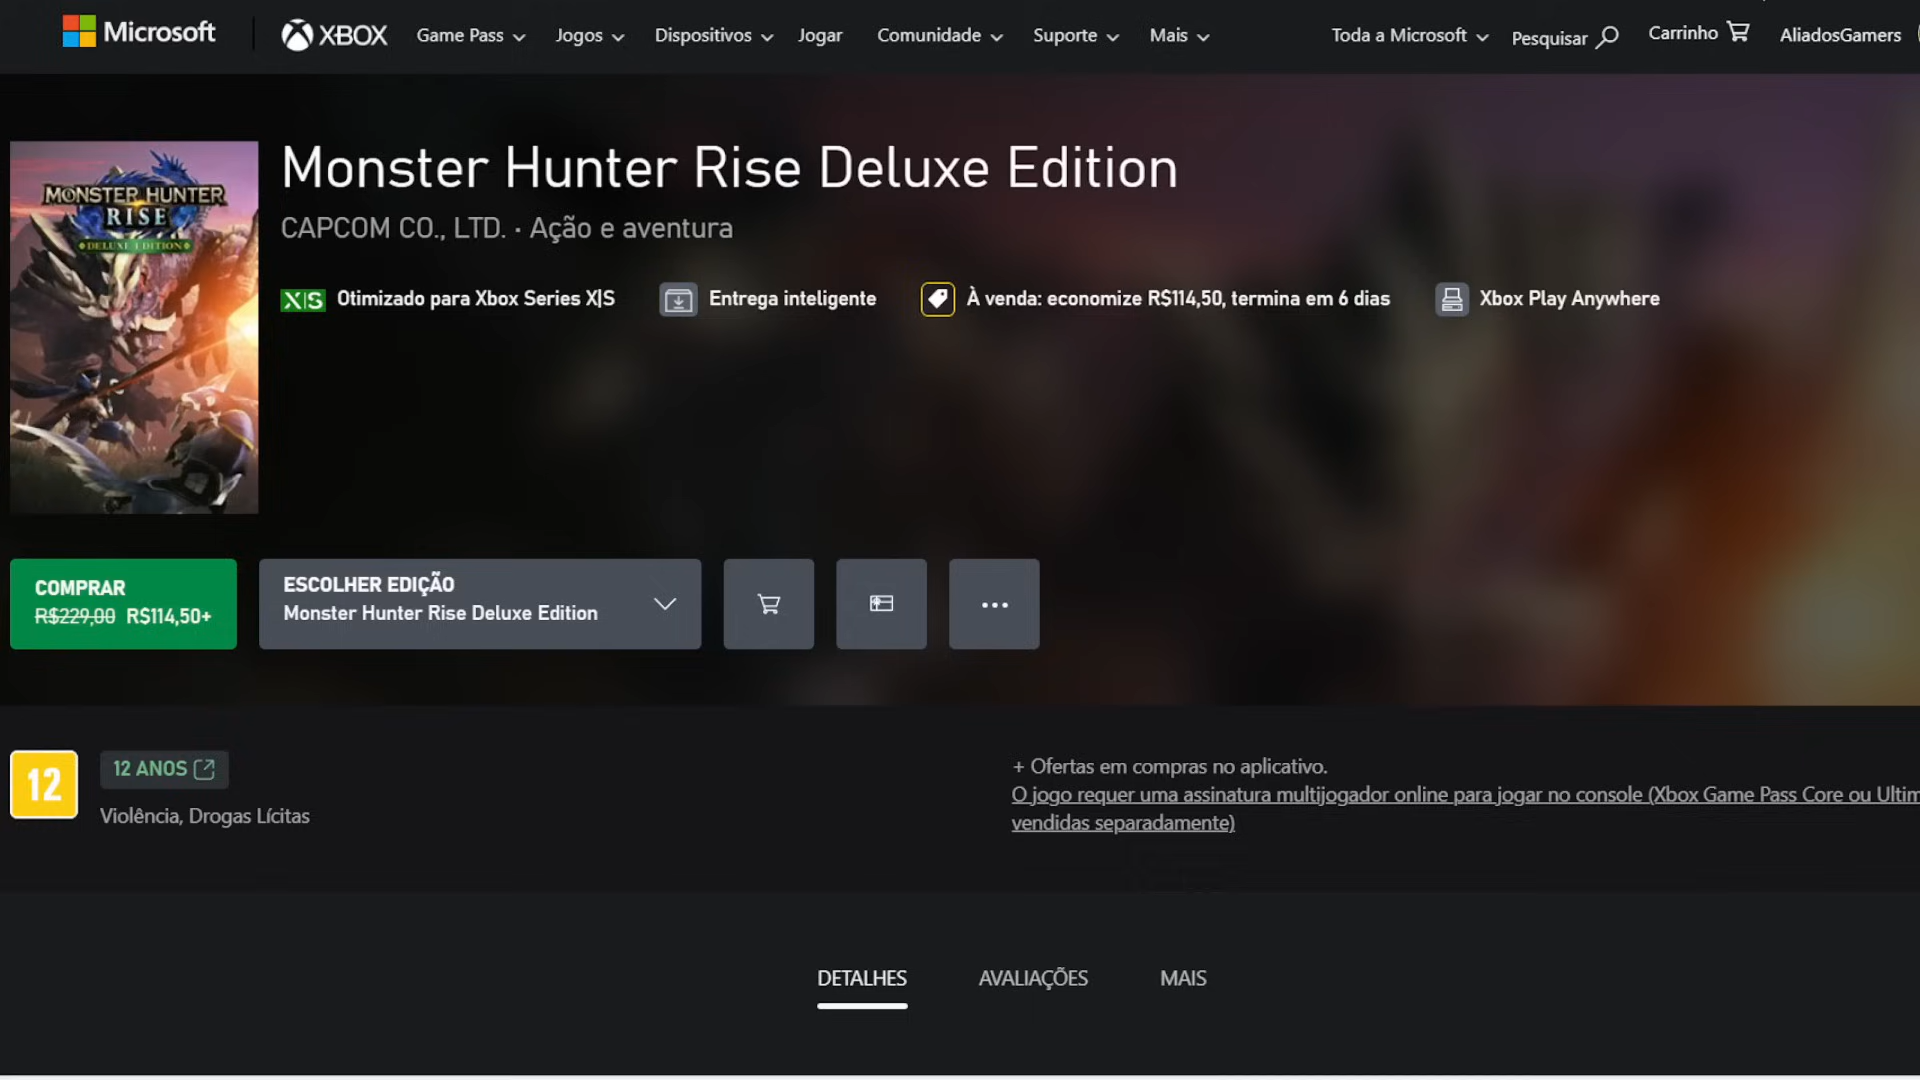 Microsoft
XBOX
Game Pass
Jogos
Dispositivos
Jogar
Comunidade
Suporte
Mais
Toda a Microsoft
Pesquisar
Carrinho
AliadosGamers
MONSTER HUNTER
RISE
DELUXE EDITION
Monster Hunter Rise Deluxe Edition
CAPCOM CO., LTD. • Ação e aventura
X|S Otimizado para Xbox Series X|S
Entrega inteligente
À venda: economize R$114,50, termina em 6 dias
Xbox Play Anywhere
COMPRAR
R$229,00 R$114,50+
ESCOLHER EDIÇÃO
Monster Hunter Rise Deluxe Edition
12
12 ANOS
Violência, Drogas Lícitas
+ Ofertas em compras no aplicativo.
O jogo requer uma assinatura multijogador online para jogar no console (Xbox Game Pass Core ou Ultim
vendidas separadamente)
DETALHES
AVALIAÇÕES
MAIS